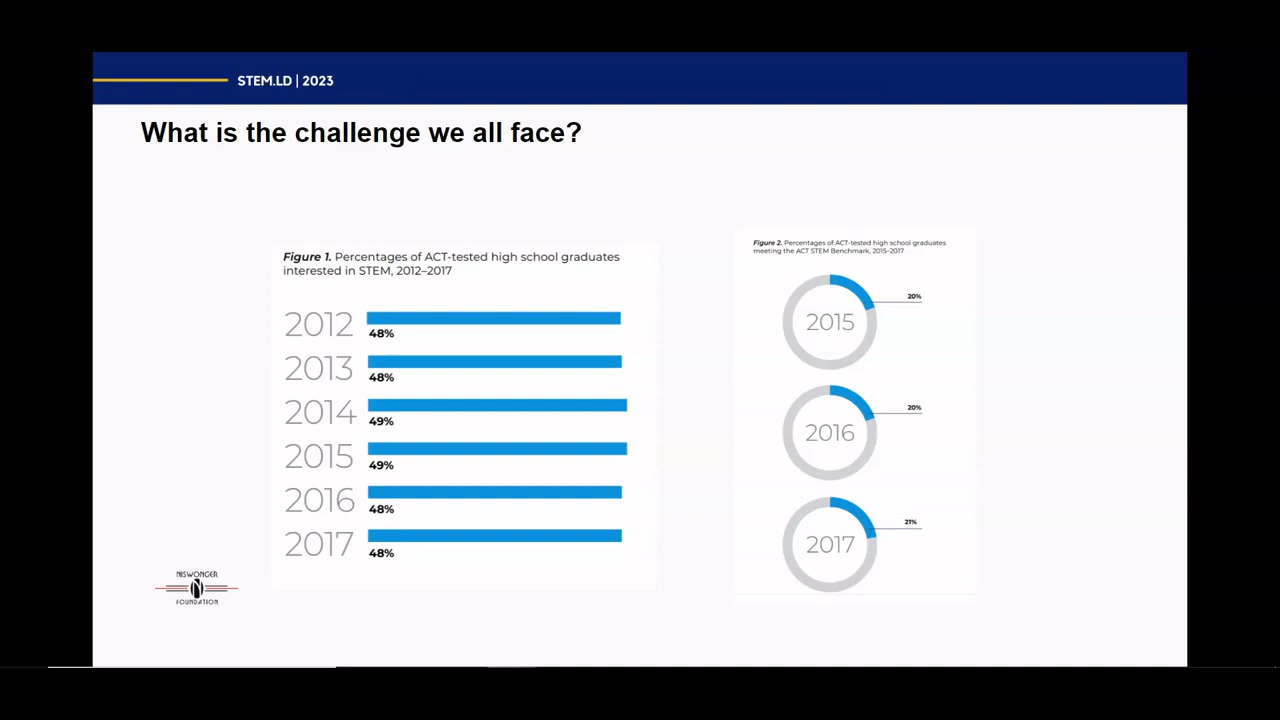 STEM.LD | 2023
What is the challenge we all face?
Figure 1. Percentages of ACT-tested high school graduates
interested in STEM, 2012–2017
2012
48%
2013
48%
2014
49%
2015
49%
2016
48%
2017
48%
Figure 2. Percentages of ACT-tested high school graduates
meeting the ACT STEM Benchmark, 2015–2017
2015
20%
2016
20%
2017
21%
NISWONGER
N
FOUNDATION